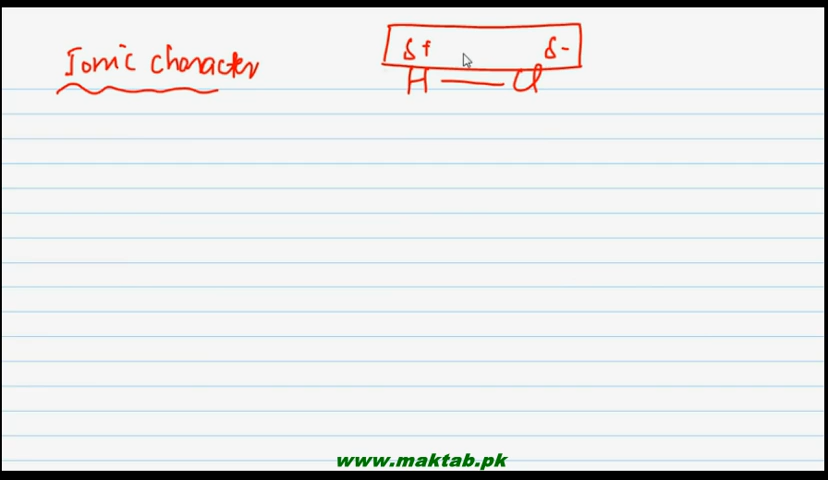 Ionic character
δ+ δ-
H — Cl
www.maktab.pk